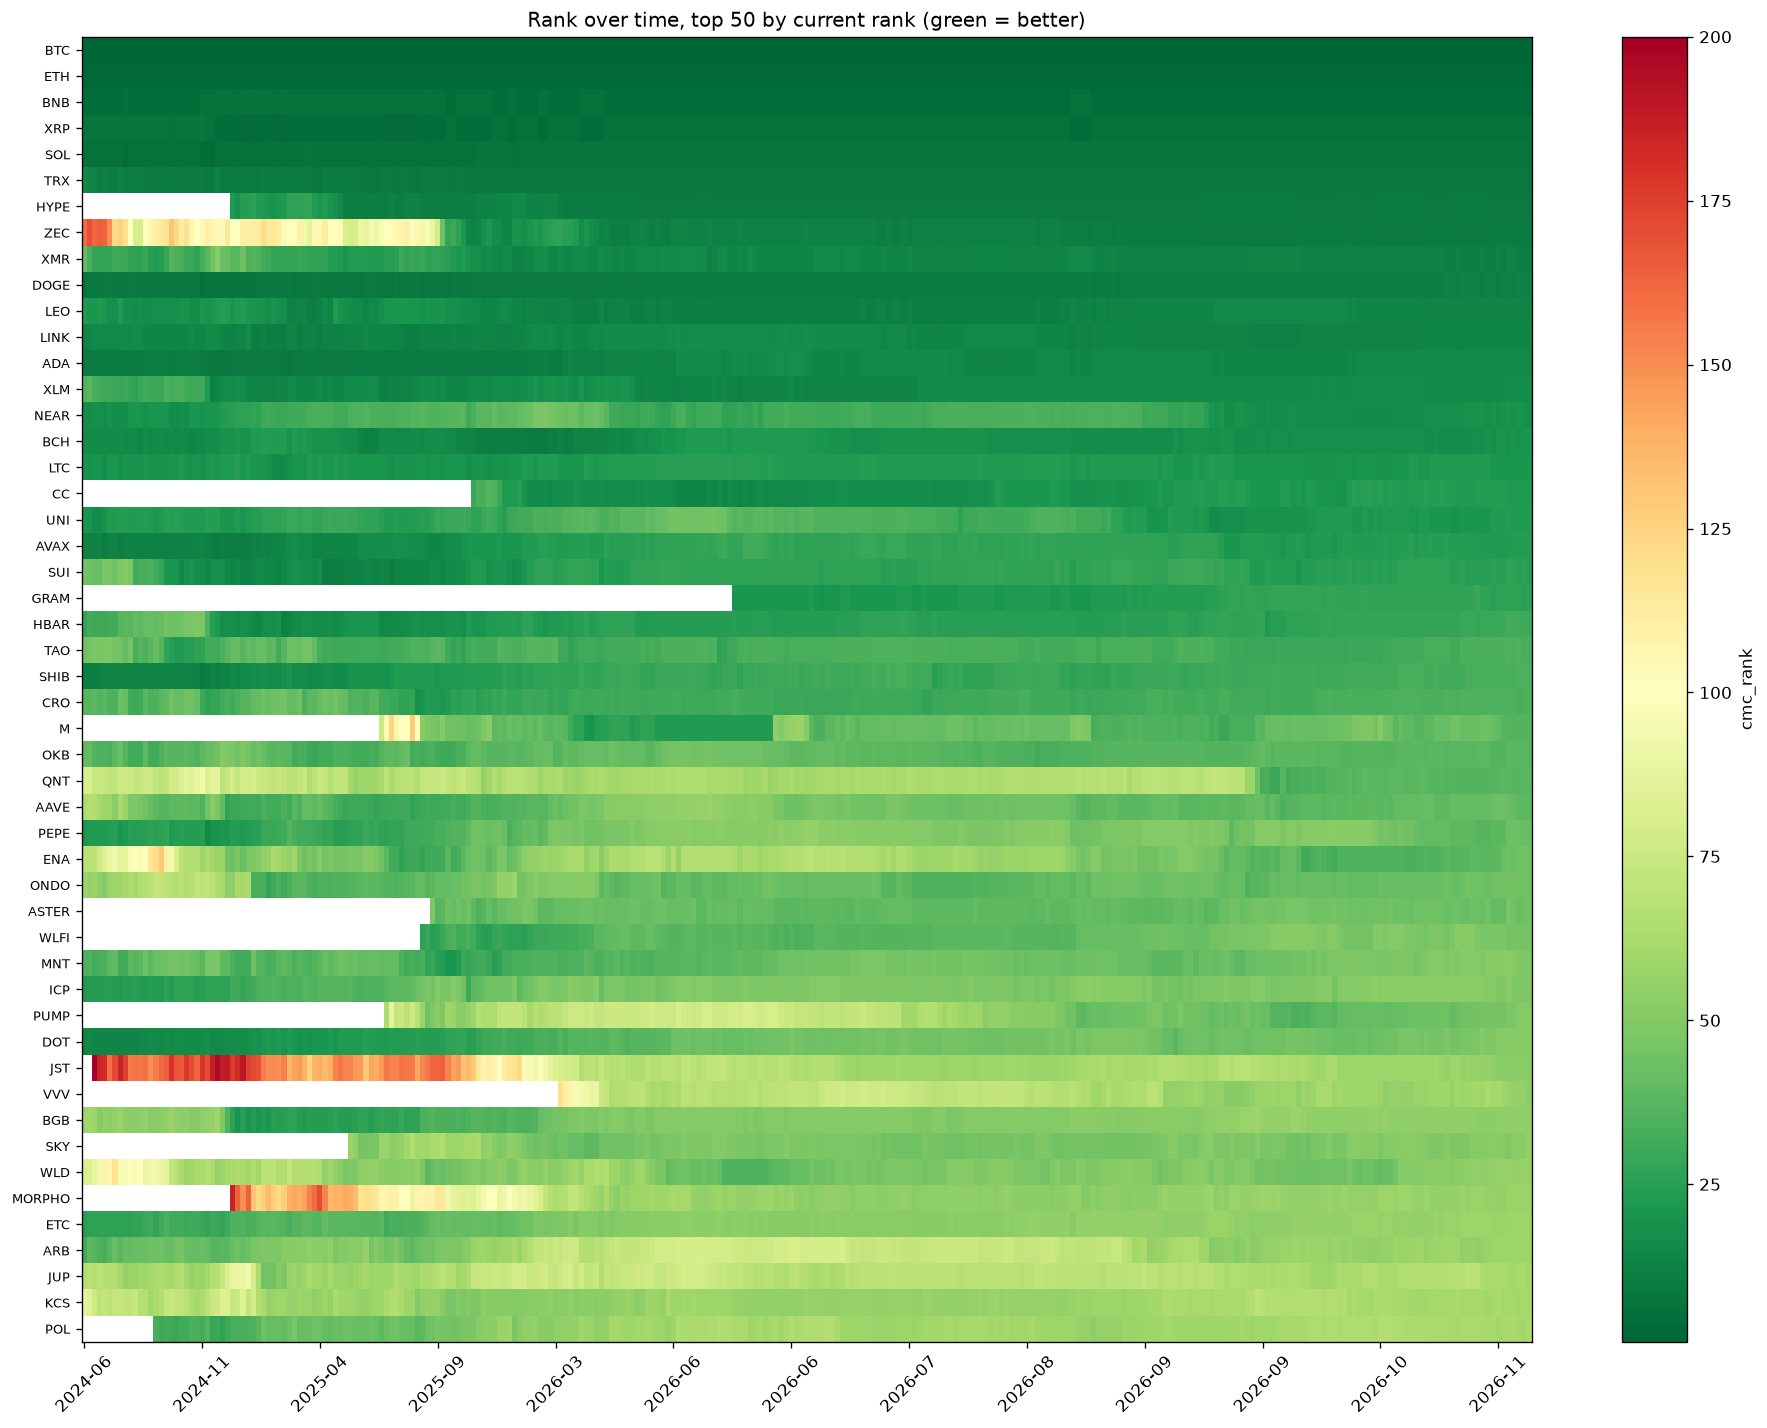 Rank over time, top 50 by current rank (green = better)
BTC
ETH
BNB
XRP
SOL
TRX
HYPE
ZEC
XMR
DOGE
LEO
LINK
ADA
XLM
NEAR
BCH
LTC
CC
UNI
AVAX
SUI
GRAM
HBAR
TAO
SHIB
CRO
M
OKB
QNT
AAVE
PEPE
ENA
ONDO
ASTER
WLFI
MNT
ICP
PUMP
DOT
JST
VVV
BGB
SKY
WLD
MORPHO
ETC
ARB
JUP
KCS
POL
2024-06
2024-11
2025-04
2025-09
2026-03
2026-06
2026-06
2026-07
2026-08
2026-09
2026-09
2026-10
2026-11
200
175
150
125
100
75
50
25
cmc_rank